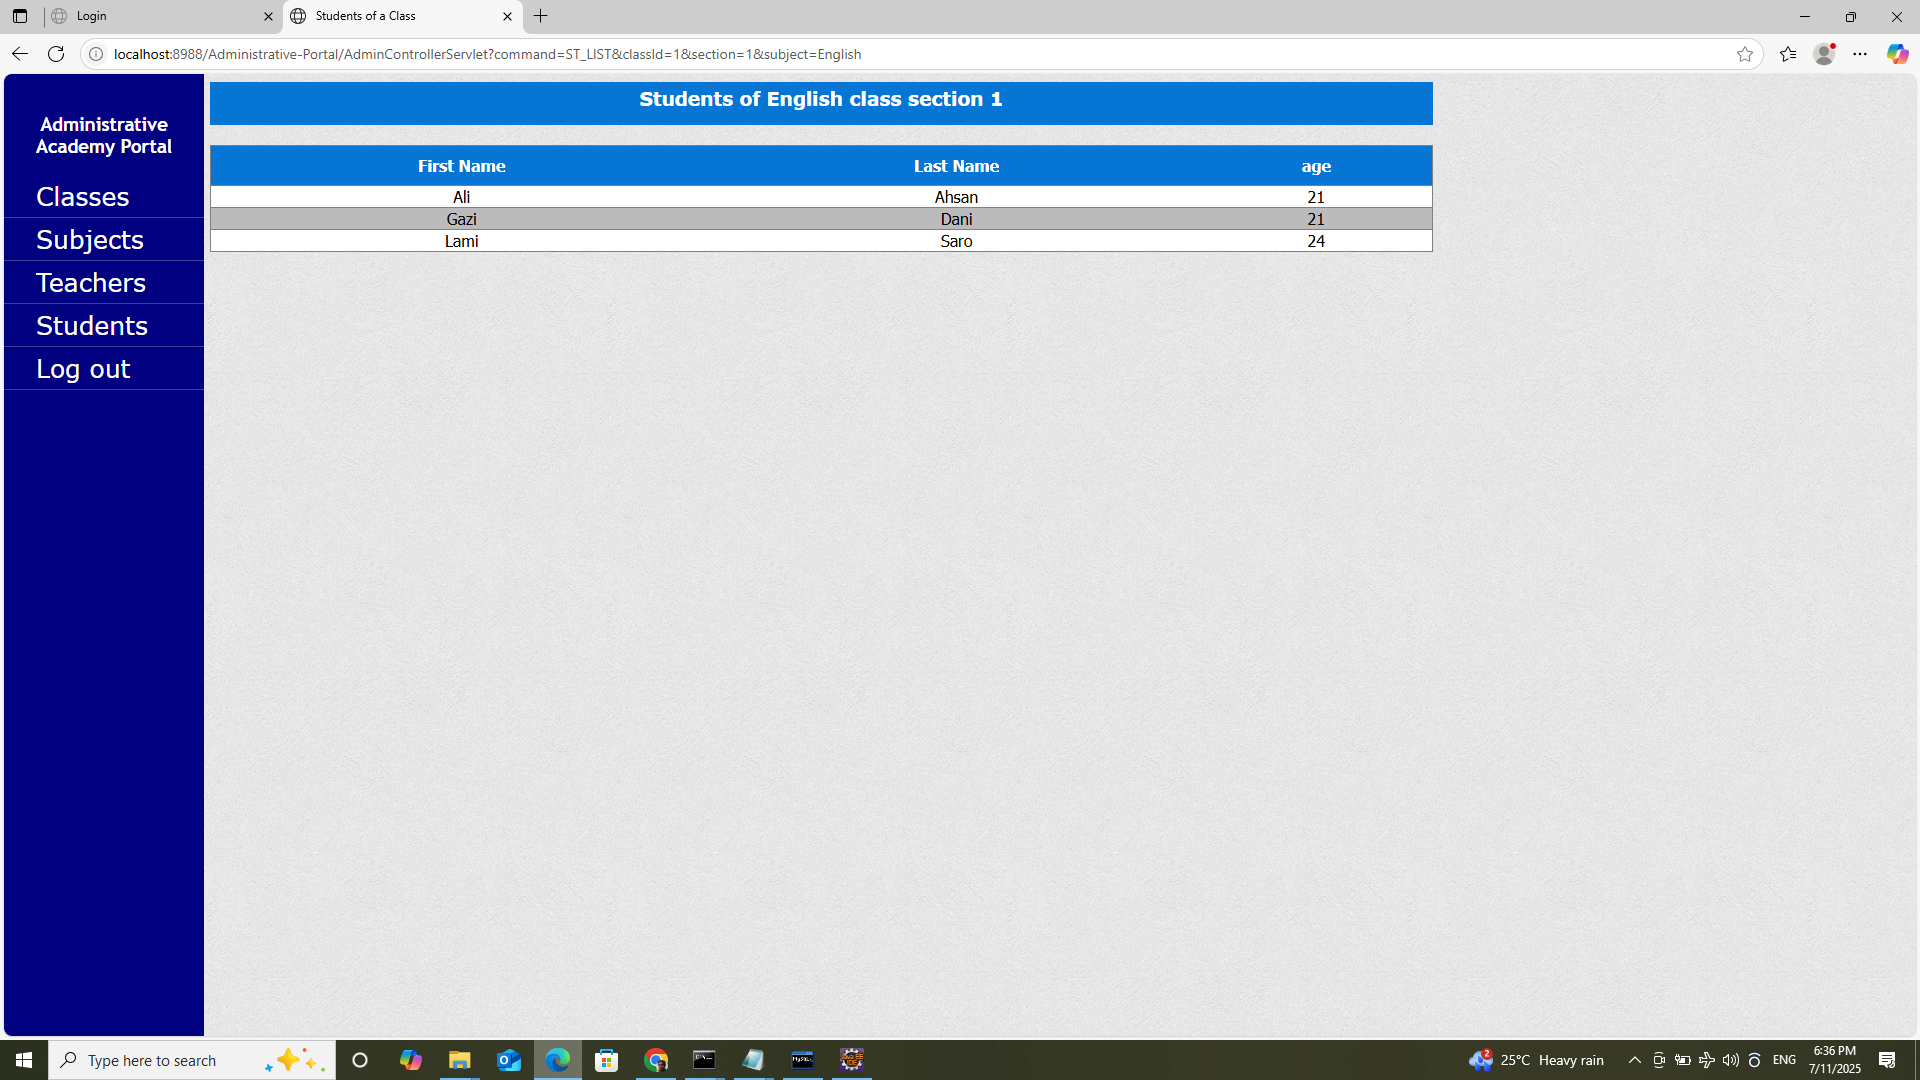 Login
Students of a Class
localhost:8988/Administrative-Portal/AdminControllerServlet?command=ST_LIST&classId=1&section=1&subject=English
Administrative
Academy Portal
Classes
Subjects
Teachers
Students
Log out
Students of English class section 1
First Name Last Name age
Ali Ahsan 21
Gazi Dani 21
Lami Saro 24
Type here to search
2
25°C Heavy rain
ENG
6:36 PM
7/11/2025